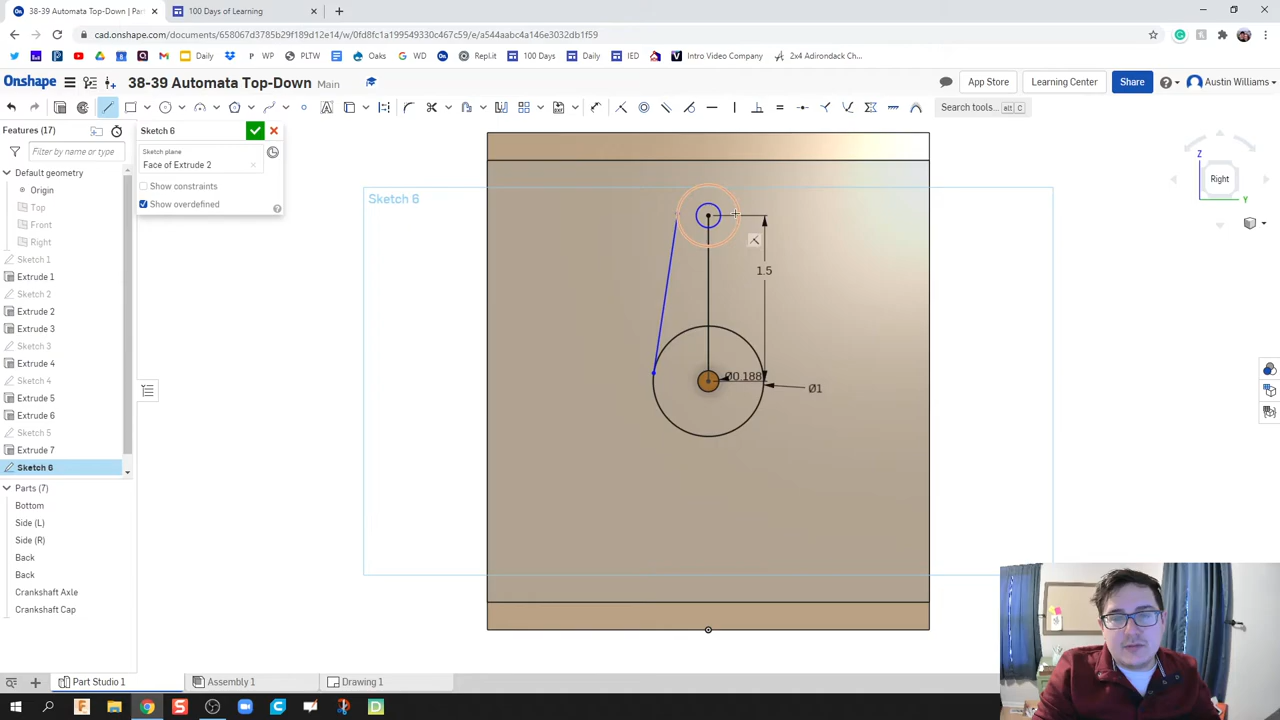 38-39 Automata Top-Down | Part
100 Days of Learning
cad.onshape.com/documents/658067d3785b29f189d12e14/w/0fd8fc1a199549330c467c59/e/a544aabc4a146e3032db1f59
Daily
WP
PLTW
Oaks
WD
Repl.it
100 Days
Daily
IED
Intro Video Company
2x4 Adirondack Ch...
Onshape
38-39 Automata Top-Down Main
App Store
Learning Center
Share
Austin Williams
Search tools...
alt C
Features (17)
Filter by name or type
Default geometry
Origin
Top
Front
Right
Sketch 1
Extrude 1
Sketch 2
Extrude 2
Extrude 3
Sketch 3
Extrude 4
Sketch 4
Extrude 5
Extrude 6
Sketch 5
Extrude 7
Sketch 6
Parts (7)
Bottom
Side (L)
Side (R)
Back
Back
Crankshaft Axle
Crankshaft Cap
Sketch 6
Sketch plane
Face of Extrude 2
Show constraints
Show overdefined
Sketch 6
1.5
Ø0.188
Ø1
Z
Right
Y
Part Studio 1
Assembly 1
Drawing 1